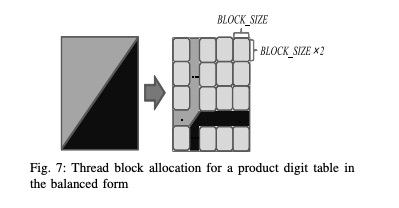 BLOCK_SIZE
BLOCK_SIZE ×2
Fig. 7: Thread block allocation for a product digit table in
the balanced form